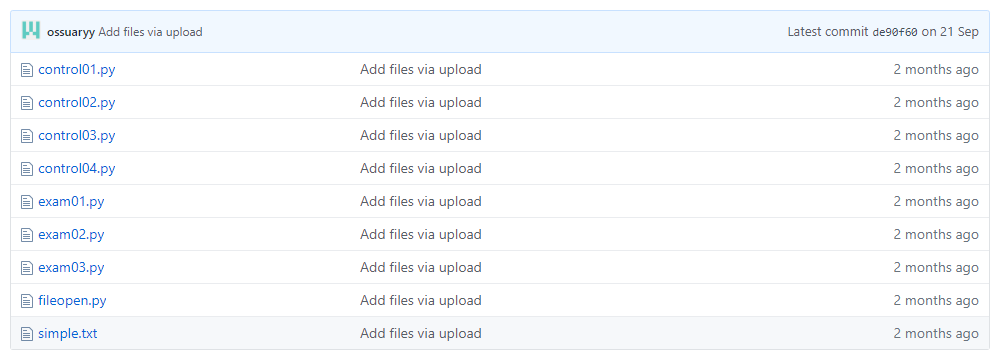 ossuaryy Add files via upload Latest commit de90f60 on 21 Sep
control01.py Add files via upload 2 months ago
control02.py Add files via upload 2 months ago
control03.py Add files via upload 2 months ago
control04.py Add files via upload 2 months ago
exam01.py Add files via upload 2 months ago
exam02.py Add files via upload 2 months ago
exam03.py Add files via upload 2 months ago
fileopen.py Add files via upload 2 months ago
simple.txt Add files via upload 2 months ago